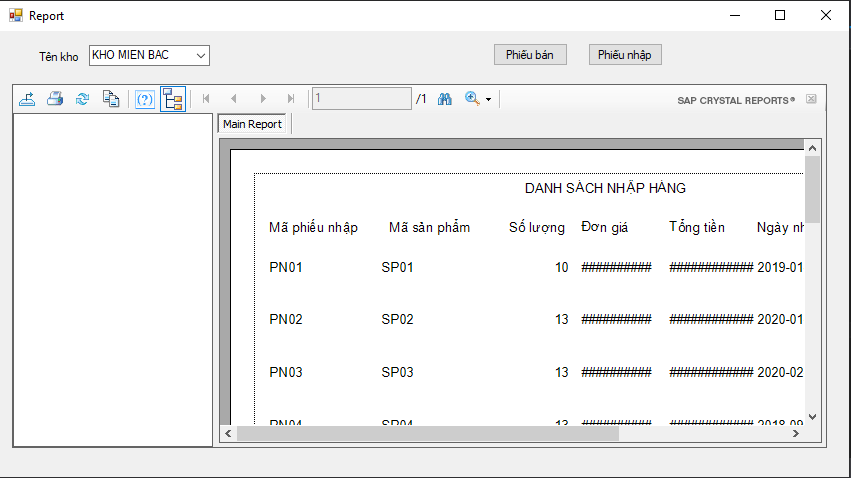 Report
Tên kho KHO MIEN BAC Phiếu bán Phiếu nhập
(?) 1 /1 SAP CRYSTAL REPORTS®
Main Report
DANH SÁCH NHẬP HÀNG
Mã phiếu nhập Mã sản phẩm Số lượng Đơn giá Tổng tiền Ngày nh
PN01 SP01 10 ########## ############ 2019-01
PN02 SP02 13 ########## ############ 2020-01
PN03 SP03 13 ########## ############ 2020-02
PN04 SP04 13 ########## ############ 2018-09